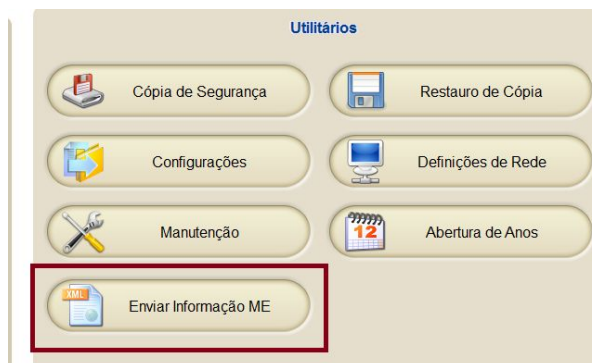 Utilitários
Cópia de Segurança
Restauro de Cópia
Configurações
Definições de Rede
Manutenção
12
Abertura de Anos
XML
Enviar Informação ME